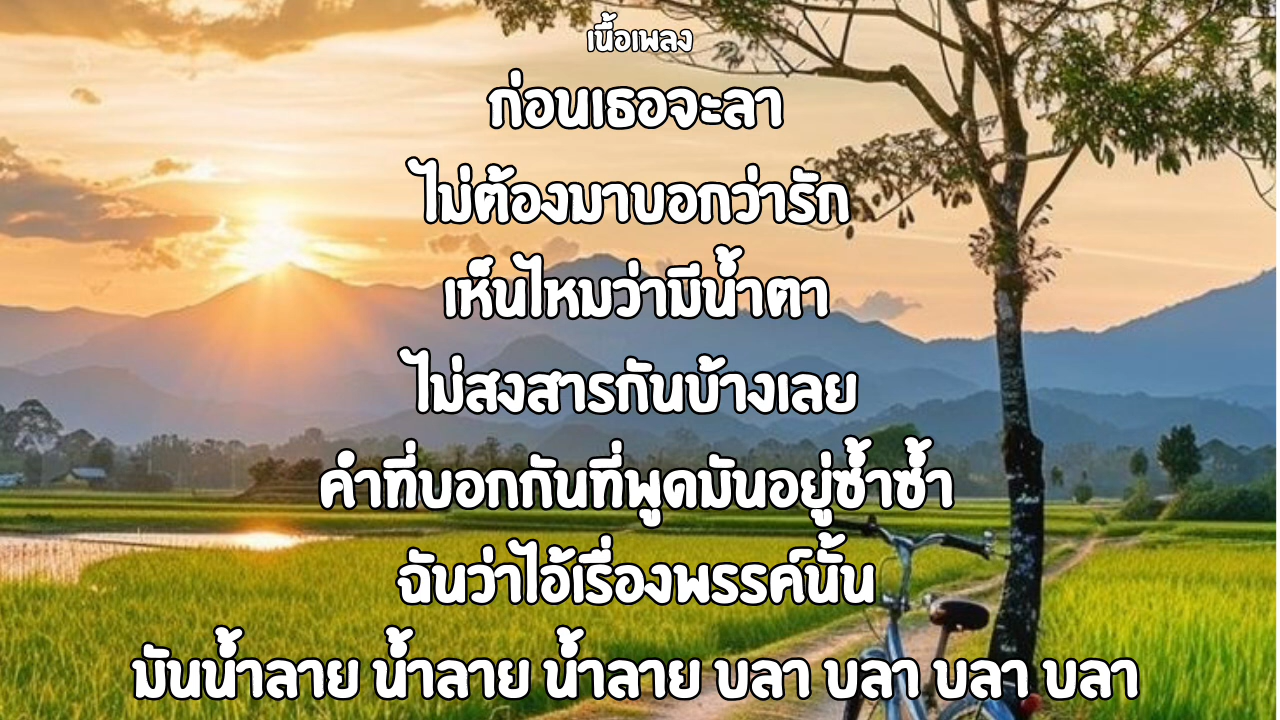 เนื้อเพลง
ก่อนเธอจะลา
ไม่ต้องมาบอกว่ารัก
เห็นไหมว่ามีน้ำตา
ไม่สงสารกันบ้างเลย
คำที่บอกกันที่พูดมันอยู่ซ้ำซ้ำ
ฉันว่าไอ้เรื่องพรรค์นั้น
มันน้ำลาย น้ำลาย น้ำลาย บลา บลา บลา บลา